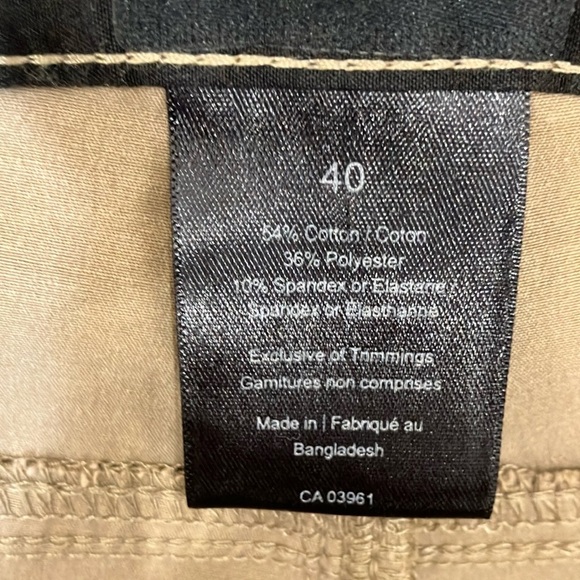 40
54% Cotton / Coton
36% Polyester
10% Spandex or Elastane /
Spandex or Elasthanne
Exclusive of Trimmings
Garnitures non comprises
Made in | Fabriqué au
Bangladesh
CA 03961